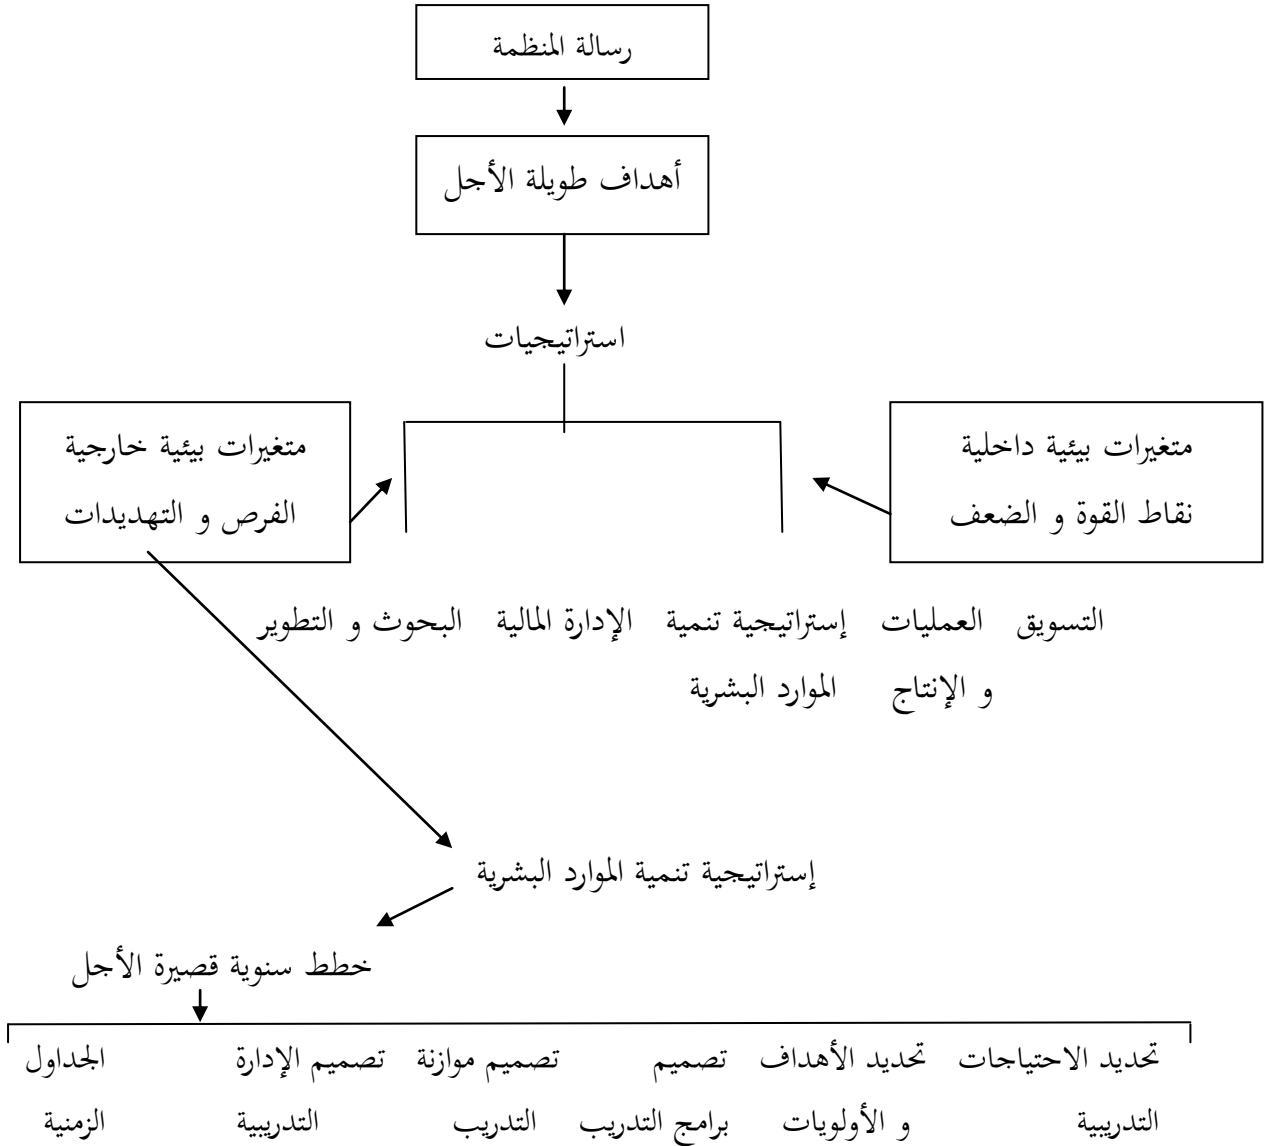 رسالة المنظمة
أهداف طويلة الأجل
استراتيجيات
متغيرات بيئية داخلية
نقاط القوة و الضعف
متغيرات بيئية خارجية
الفرص و التهديدات
التسويق العمليات إستراتيجية تنمية الإدارة المالية البحوث و التطوير
و الإنتاج الموارد البشرية
إستراتيجية تنمية الموارد البشرية
خطط سنوية قصيرة الأجل
تحديد الاحتياجات تحديد الأهداف تصميم تصميم موازنة تصميم الإدارة الجداول
التدريبية و الأولويات برامج التدريب التدريب التدريبية الزمنية